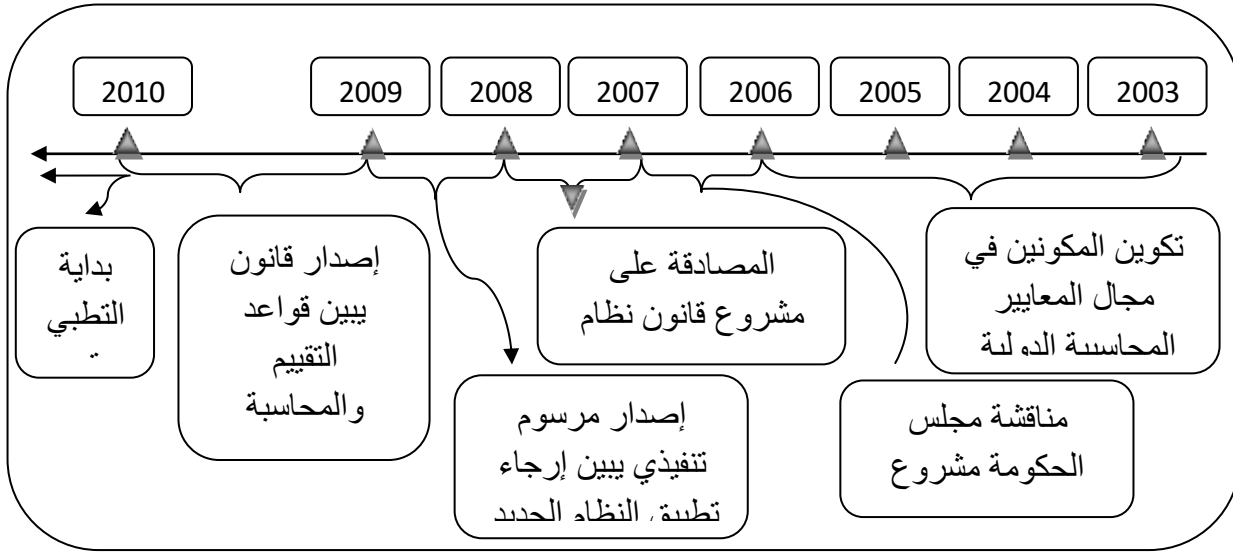 2003
2004
2005
2006
2007
2008
2009
2010
تكوين المكونين في
مجال المعايير
المحاسبية الدولية
مناقشة مجلس
الحكومة مشروع
المصادقة على
مشروع قانون نظام
إصدار مرسوم
تنفيذي يبين إرجاء
تطبيق النظام الجديد
إصدار قانون
يبين قواعد
التقييم
والمحاسبة
بداية
التطبي